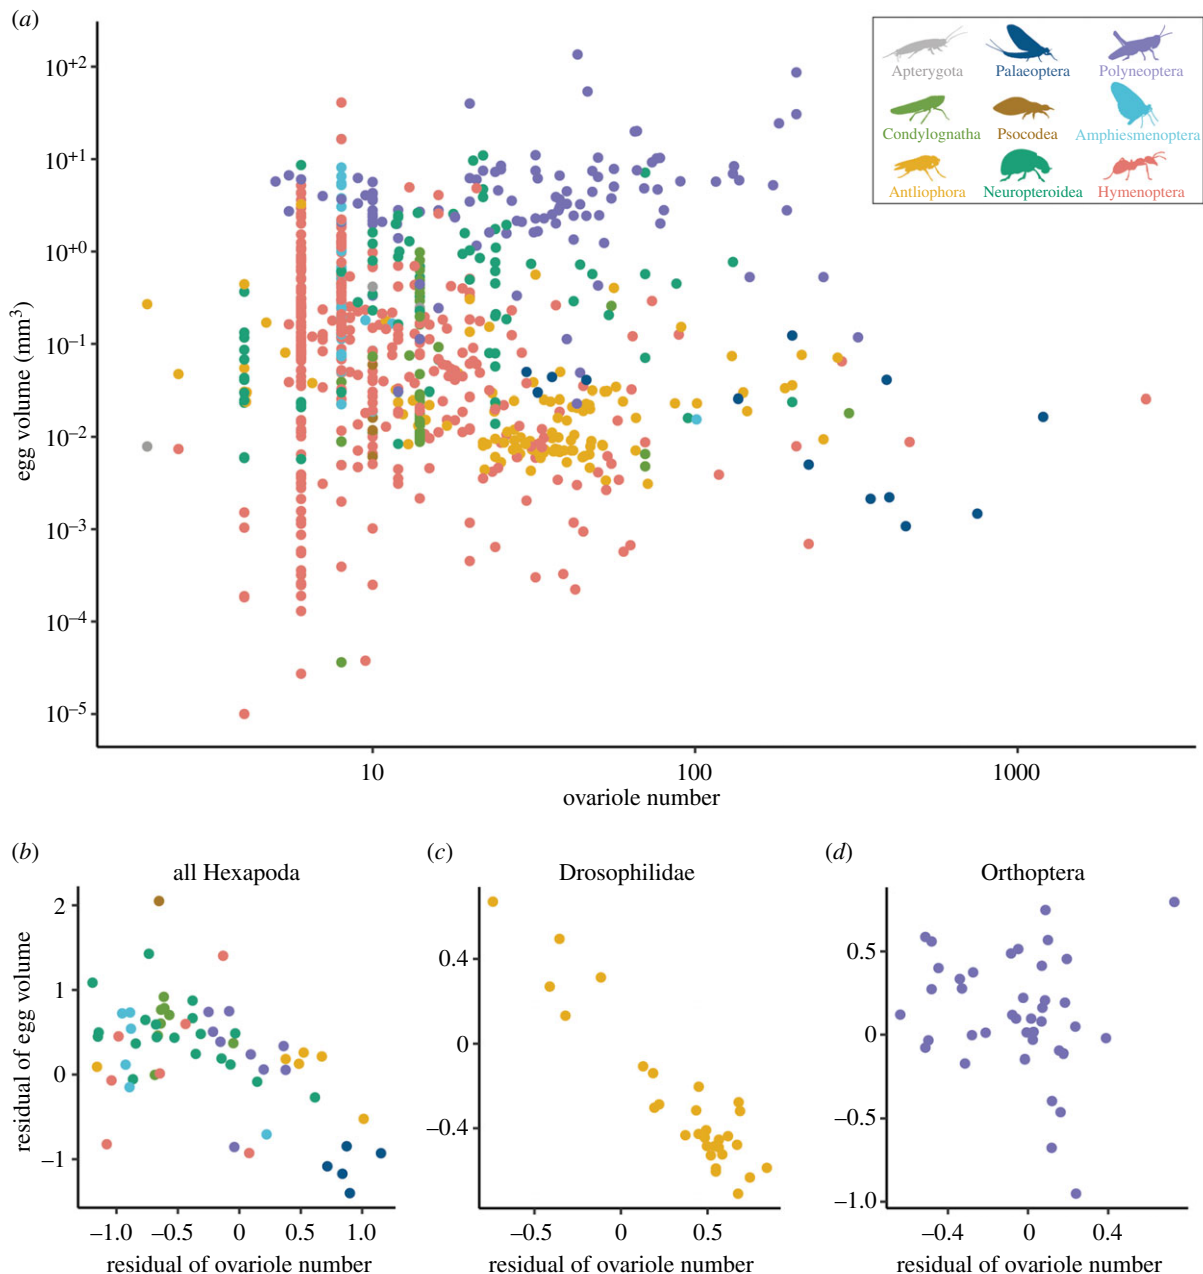 (a)
10+2
10+1
10+0
10−1
10−2
10−3
10−4
10−5
egg volume (mm3)
10
100
1000
ovariole number
Apterygota
Palaeoptera
Polyneoptera
Condylognatha
Psocodea
Amphiesmenoptera
Antliophora
Neuropteroidea
Hymenoptera
(b)
all Hexapoda
2
1
0
−1
residual of egg volume
−1.0
−0.5
0
0.5
1.0
residual of ovariole number
(c)
Drosophilidae
0.4
0
−0.4
−0.5
0
0.5
residual of ovariole number
(d)
Orthoptera
0.5
0
−0.5
−1.0
−0.4
0
0.4
residual of ovariole number